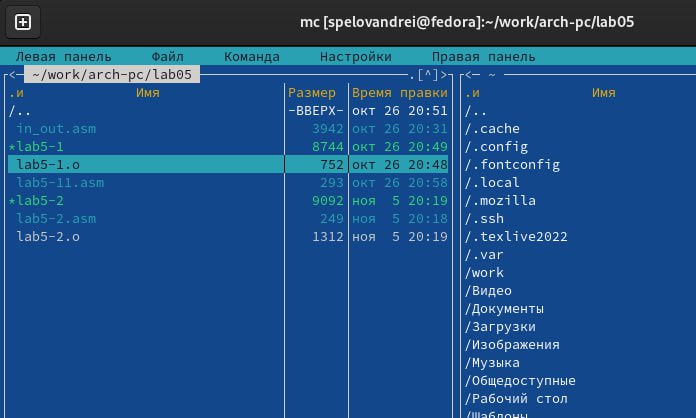 mc [spelovandrei@fedora]:~/work/arch-pc/lab05
Левая панель Файл Команда Настройки Правая панель
<─ ~/work/arch-pc/lab05 .[^]>
.и Имя Размер Время правки
/.. -ВВЕРХ- окт 26 20:51
in_out.asm 3942 окт 26 20:31
*lab5-1 8744 окт 26 20:49
lab5-1.o 752 окт 26 20:48
lab5-11.asm 293 окт 26 20:58
*lab5-2 9092 ноя 5 20:19
lab5-2.asm 249 ноя 5 20:18
lab5-2.o 1312 ноя 5 20:19
<─ ~
.и Имя
/..
/.cache
/.config
/.fontconfig
/.local
/.mozilla
/.ssh
/.texlive2022
/.var
/work
/Видео
/Документы
/Загрузки
/Изображения
/Музыка
/Общедоступные
/Рабочий стол
/Шаблоны